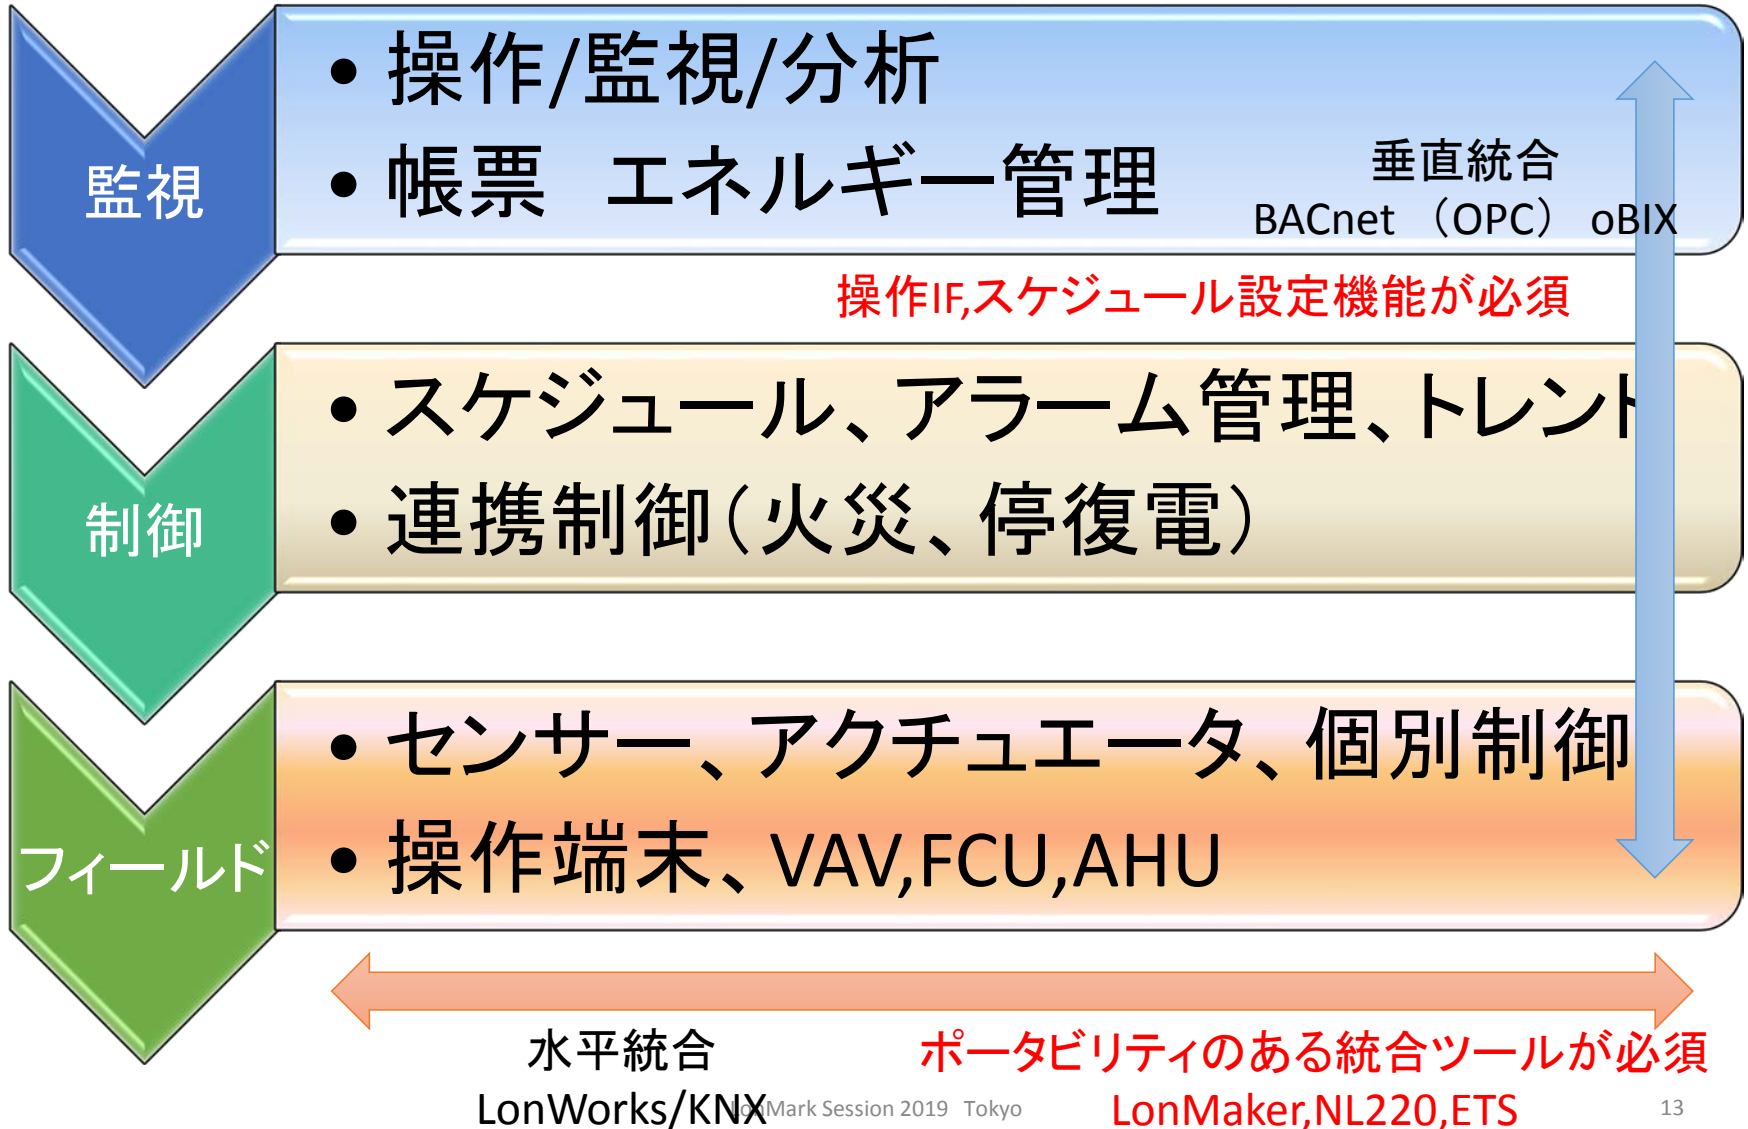 監視
• 操作/監視/分析
• 帳票　エネルギー管理
垂直統合
BACnet （OPC） oBIX
操作IF,スケジュール設定機能が必須
制御
• スケジュール、アラーム管理、トレンド
• 連携制御（火災、停復電）
フィールド
• センサー、アクチュエータ、個別制御
• 操作端末、VAV,FCU,AHU
水平統合
LonWorks/KNX
ポータビリティのある統合ツールが必須
LonMaker,NL220,ETS
LonMark Session 2019 Tokyo
13